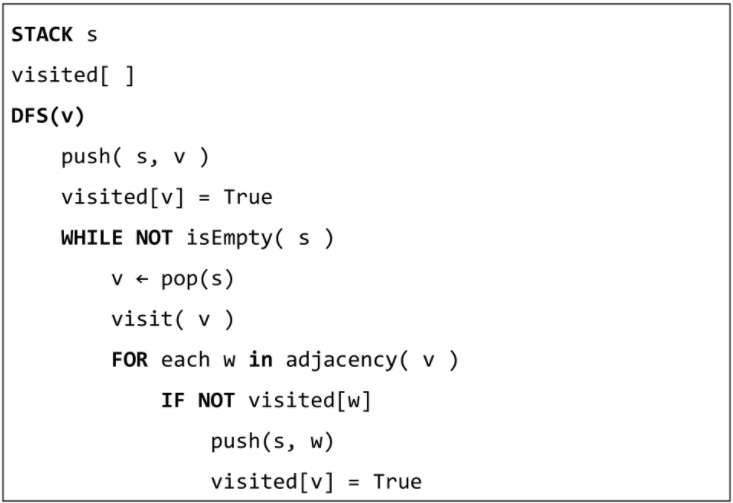 STACK s
visited[ ]
DFS(v)
push( s, v )
visited[v] = True
WHILE NOT isEmpty( s )
v ← pop(s)
visit( v )
FOR each w in adjacency( v )
IF NOT visited[w]
push(s, w)
visited[v] = True